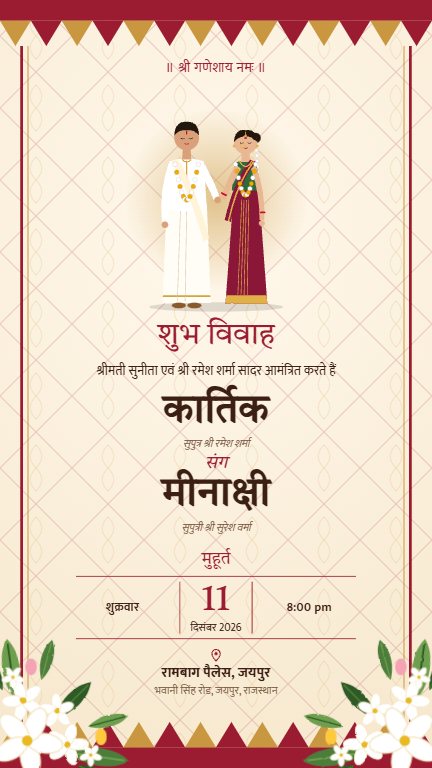 ॥ श्री गणेशाय नमः ॥
शुभ विवाह
श्रीमती सुनीता एवं श्री रमेश शर्मा सादर आमंत्रित करते है
कार्तिक
सुपुत्र श्री रमेश शर्मा
संग
मीनाक्षी
सुपुत्री श्री सुरेश वर्मा
मुहूर्त
शुक्रवार
11
दिसंबर 2026
8:00 pm
रामबाग पैलेस, जयपुर
भवानी सिंह रोड, जयपुर, राजस्थान